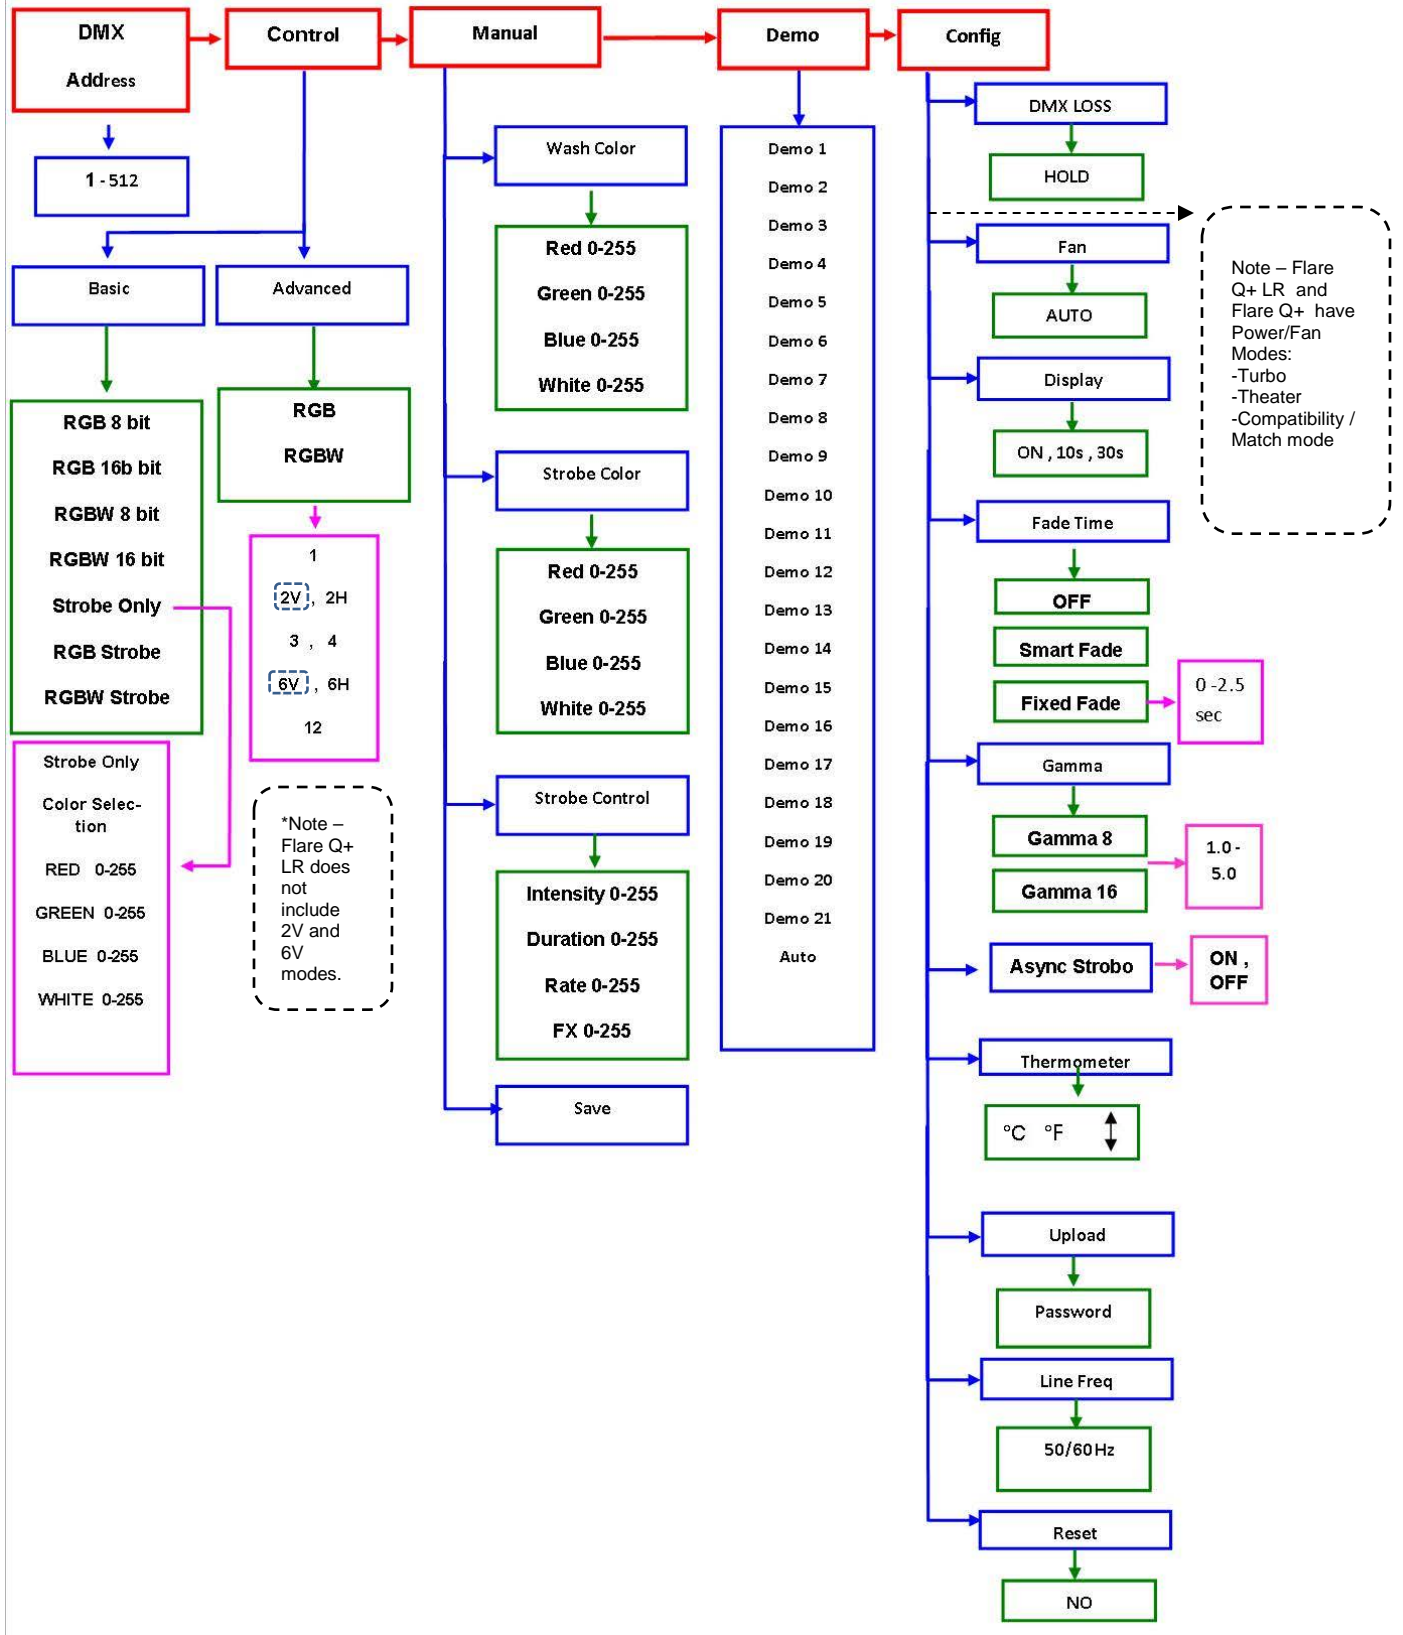 DMX
Address
Control
Manual
Demo
Config
1 - 512
Basic
Advanced
RGB 8 bit
RGB 16b bit
RGBW 8 bit
RGBW 16 bit
Strobe Only
RGB Strobe
RGBW Strobe
Strobe Only
Color Selec-
tion
RED 0-255
GREEN 0-255
BLUE 0-255
WHITE 0-255
RGB
RGBW
1
2V , 2H
3 , 4
6V , 6H
12
*Note –
Flare Q+
LR does
not
include
2V and
6V
modes.
Wash Color
Red 0-255
Green 0-255
Blue 0-255
White 0-255
Strobe Color
Red 0-255
Green 0-255
Blue 0-255
White 0-255
Strobe Control
Intensity 0-255
Duration 0-255
Rate 0-255
FX 0-255
Save
Demo 1
Demo 2
Demo 3
Demo 4
Demo 5
Demo 6
Demo 7
Demo 8
Demo 9
Demo 10
Demo 11
Demo 12
Demo 13
Demo 14
Demo 15
Demo 16
Demo 17
Demo 18
Demo 19
Demo 20
Demo 21
Auto
DMX LOSS
HOLD
Fan
AUTO
Display
ON , 10s , 30s
Fade Time
OFF
Smart Fade
Fixed Fade
0 -2.5
sec
Gamma
Gamma 8
Gamma 16
1.0 -
5.0
Async Strobo
ON ,
OFF
Thermometer
°C °F
Upload
Password
Line Freq
50/60Hz
Reset
NO
Note – Flare
Q+ LR and
Flare Q+ have
Power/Fan
Modes:
-Turbo
-Theater
-Compatibility /
Match mode